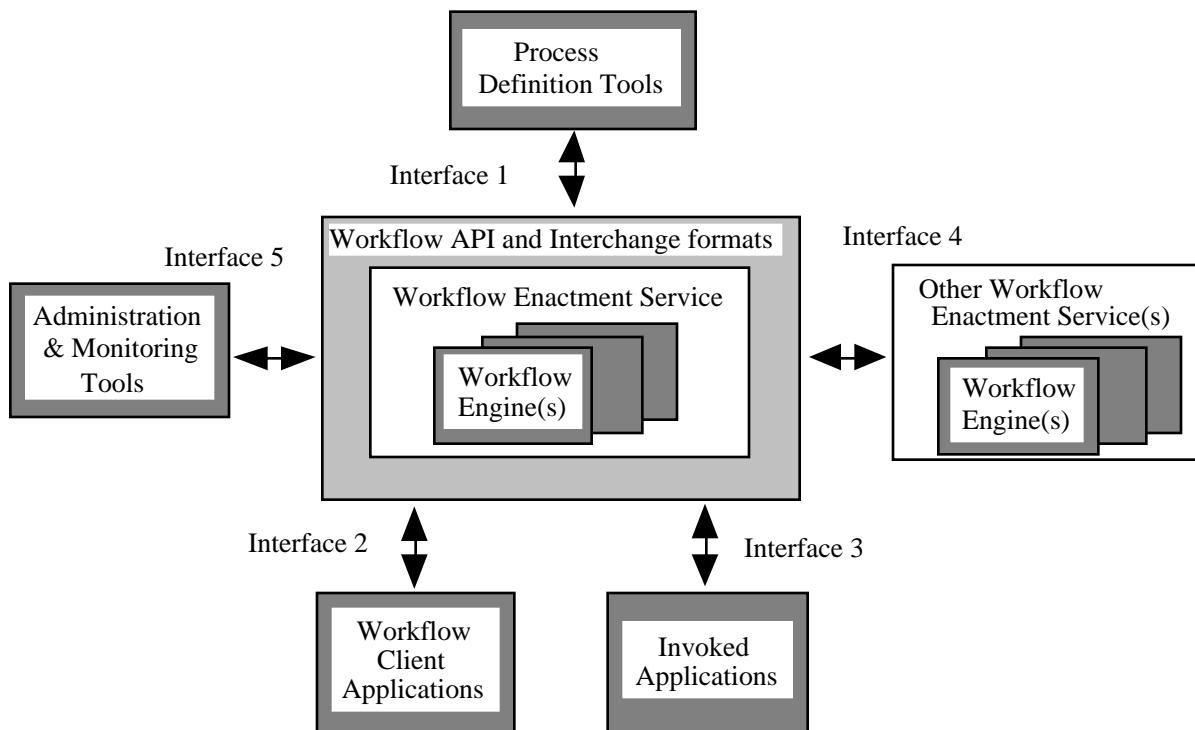 Process
Definition Tools
Interface 1
Workflow API and Interchange formats
Interface 4
Interface 5
Workflow Enactment Service
Workflow
Engine(s)
Other Workflow
Enactment Service(s)
Workflow
Engine(s)
Administration
& Monitoring
Tools
Interface 2
Interface 3
Workflow
Client
Applications
Invoked
Applications